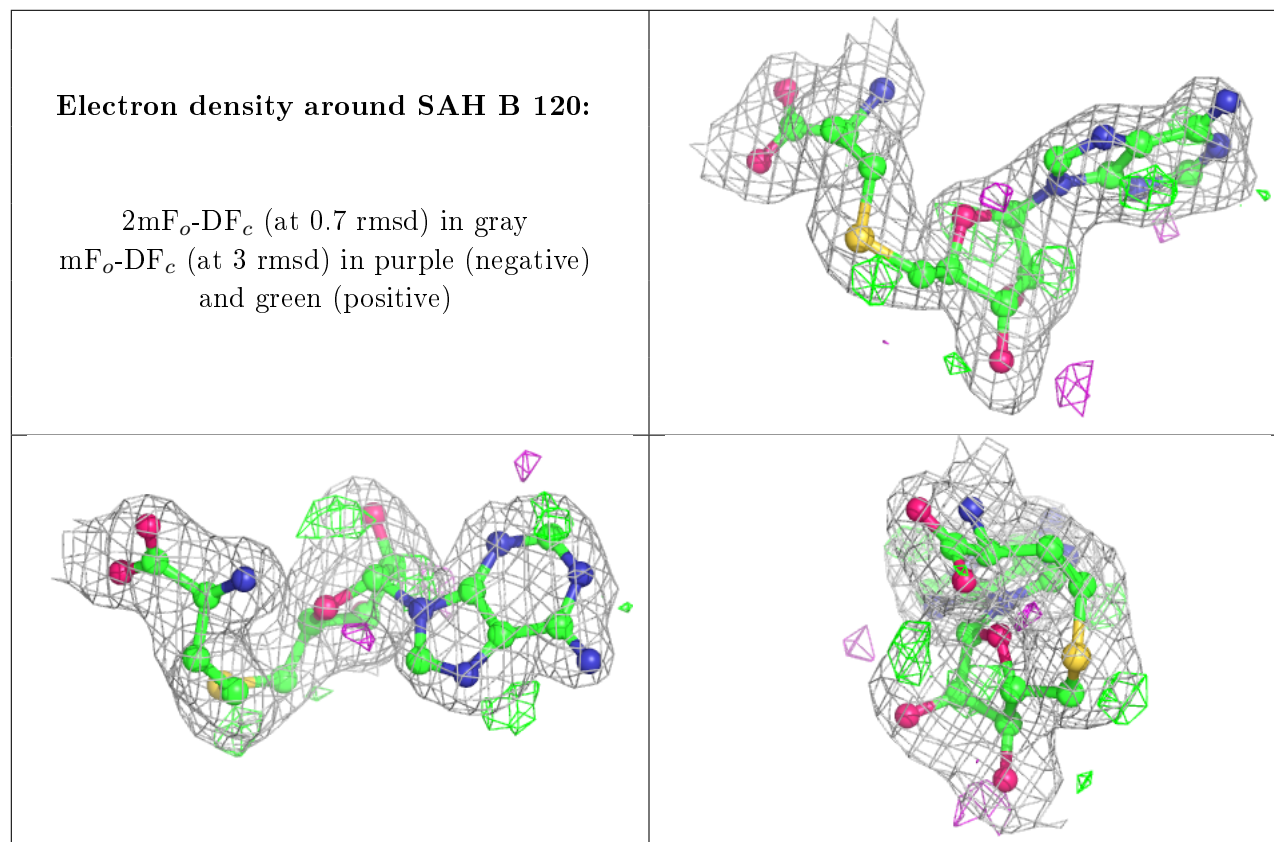 Electron density around SAH B 120:
2mFo-DFc (at 0.7 rmsd) in gray
mFo-DFc (at 3 rmsd) in purple (negative)
and green (positive)